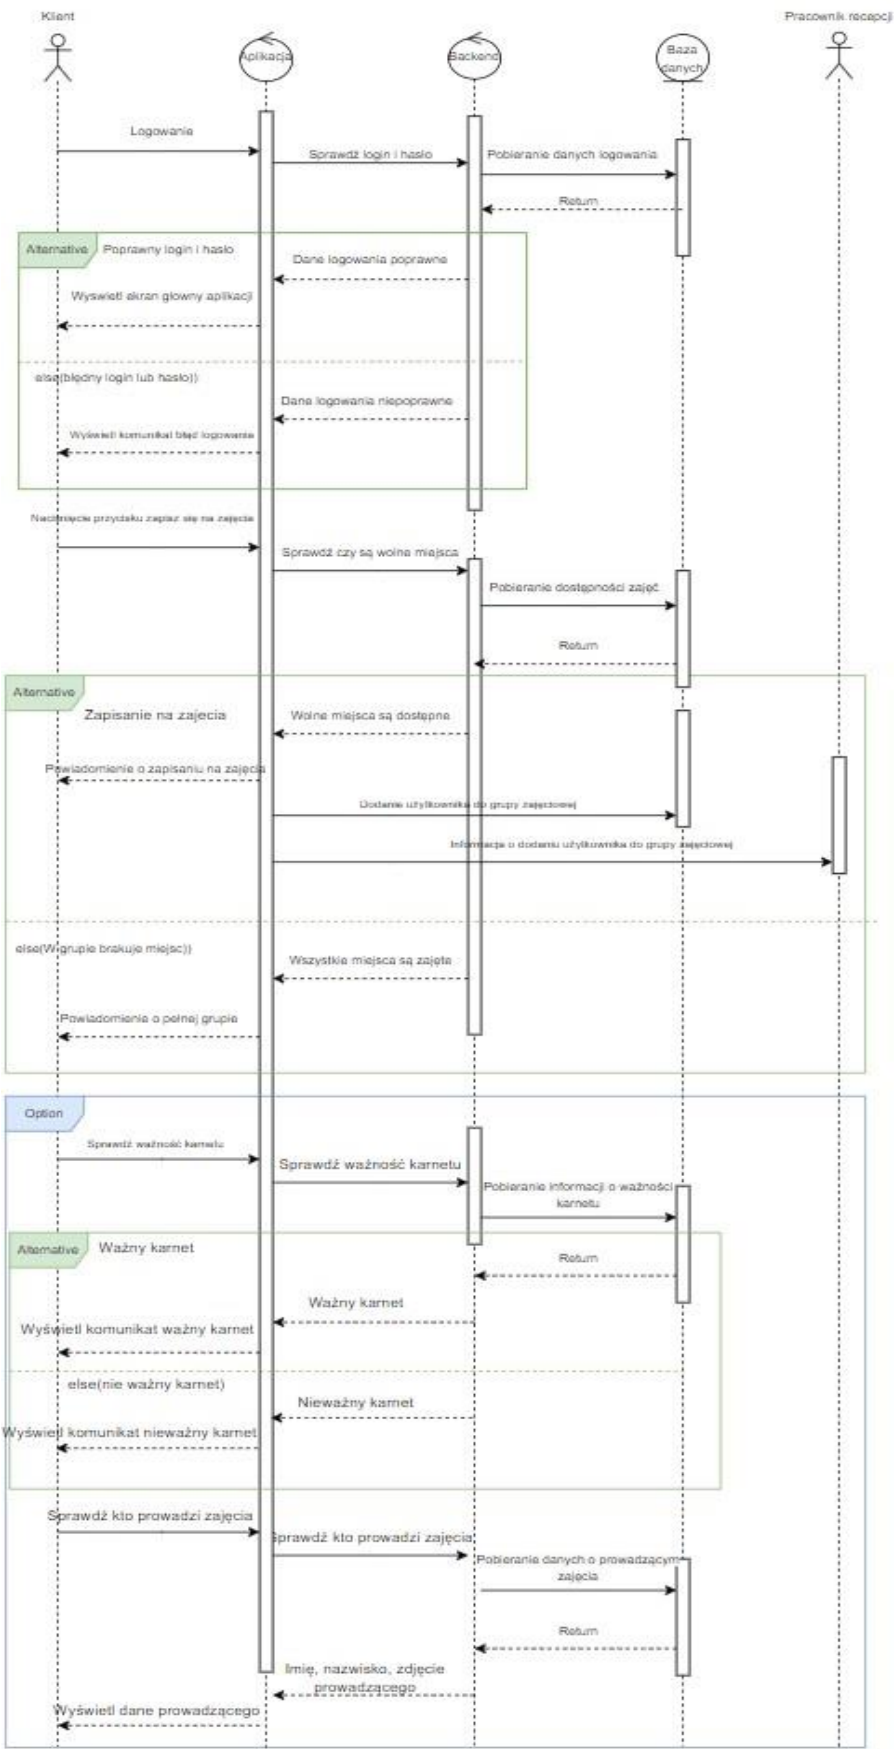 Klient
Pracownik recepcji
Aplikacja
Backend
Baza
danych
Logowanie
Sprawdź login i hasło
Pobieranie danych logowania
Return
Alternative
Poprawny login i hasło
Dane logowania poprawne
Wyswietl ekran glowny aplikacji
else(błędny login lub hasło))
Dane logowania niepoprawne
Wyświetl komunikat błąd logowania
zapisz się na zajęcia
Sprawdź czy są wolne miejsca
Pobieranie dostępności zajęć
Return
Alternative
Zapisanie na zajecia
Wolne miejsca są dostępne
Powiadomienie o zapisaniu na zajęcia
Dodanie użytkownika do grupy zajęciowej
Informacja o dodaniu użytkownika do grupy zajęciowej
else(W grupie brakuje miejsc))
Wszystkie miejsca są zajęte
Powiadomienie o pełnej grupie
Option
Sprawdź ważność karnetu
Sprawdź ważność karnetu
Pobieranie informacji o ważności
karnetu
Alternative
Ważny karnet
Return
Ważny karnet
Wyświetl komunikat ważny karnet
else(nie ważny karnet)
Nieważny karnet
Wyświetl komunikat nieważny karnet
Sprawdź kto prowadzi zajęcia
Sprawdź kto prowadzi zajęcia
Pobieranie danych o prowadzącym
zajęcia
Return
Imię, nazwisko, zdjęcie
prowadzącego
Wyświetl dane prowadzącego